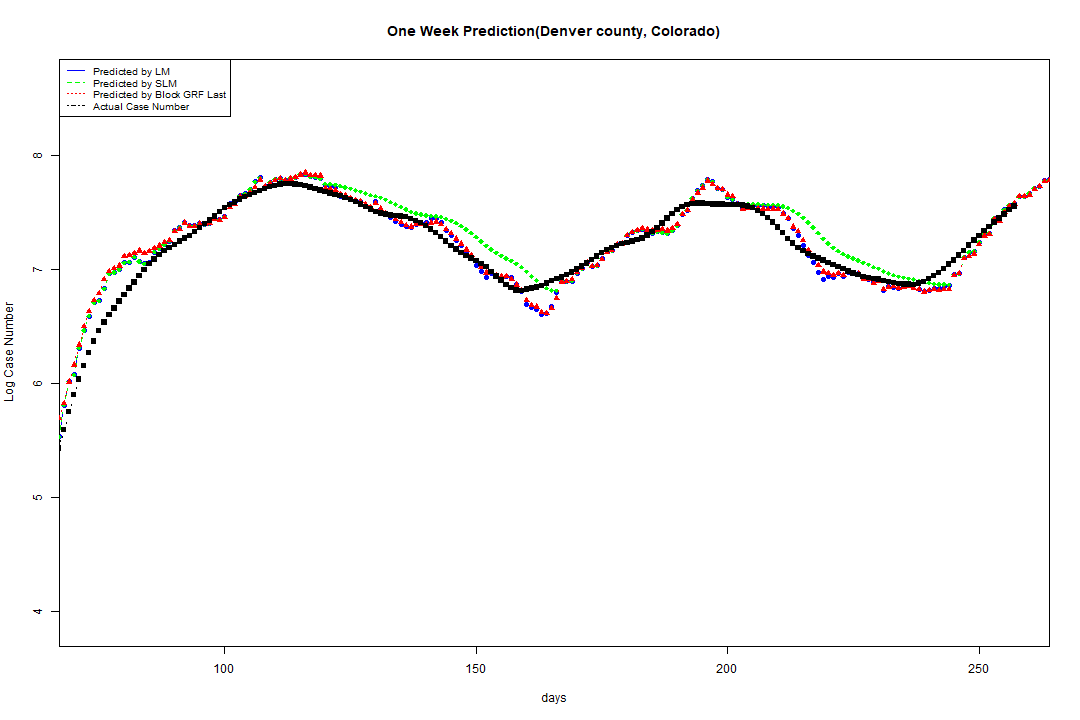 One Week Prediction(Denver county, Colorado)
Predicted by LM
Predicted by SLM
Predicted by Block GRF Last
Actual Case Number
8
7
6
5
4
Log Case Number
100 150 200 250
days